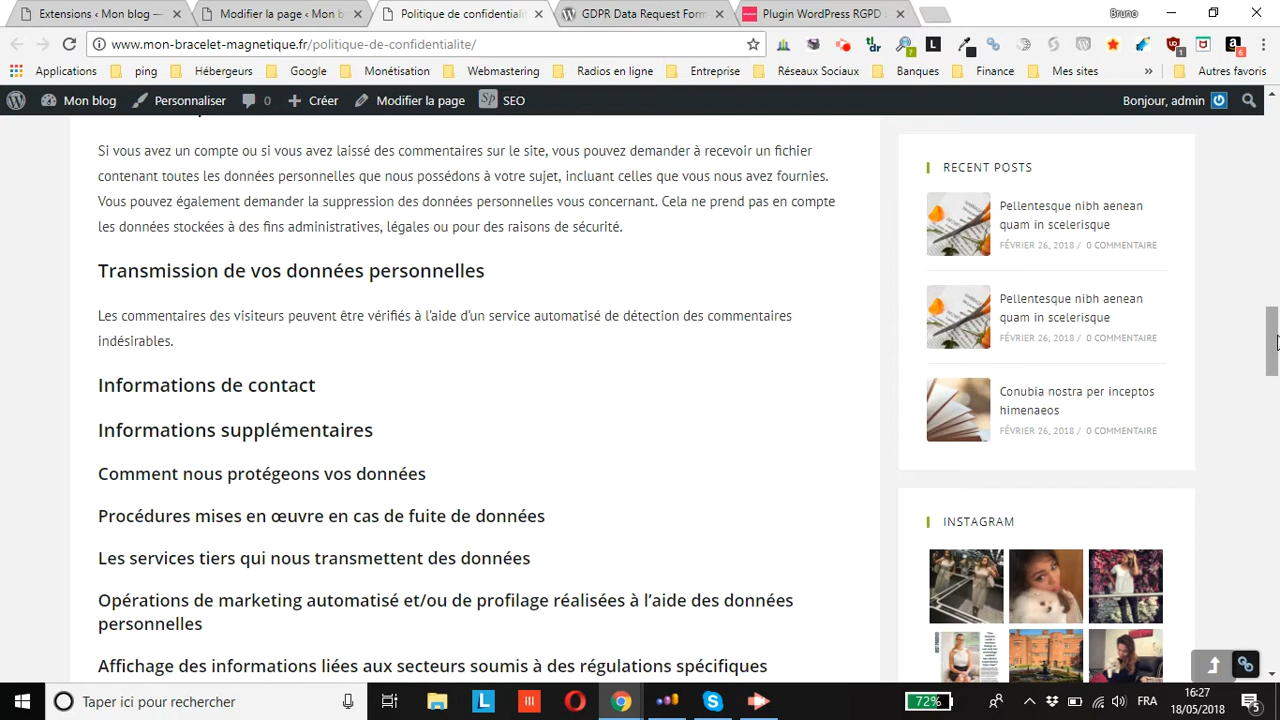 Extensions ‹ Mon blog —
Modifier la page ‹ Mon b
Politique de confidentialit
GDPR Data Request Form
Plugin WordPress RGPD
Bruno
www.mon-bracelet-magnetique.fr/politique-de-confidentialite/
tl;dr
7
L
1
6
Applications
ping
Hébergeurs
Google
Monétisation
Webmastering
Radios en ligne
Entreprise
Réseaux Sociaux
Banques
Finance
Mes sites
»
Autres favoris
Mon blog
Personnaliser
0
Créer
Modifier la page
Sp
SEO
Bonjour, admin
Si vous avez un compte ou si vous avez laissé des commentaires sur le site, vous pouvez demander à recevoir un fichier
contenant toutes les données personnelles que nous possédons à votre sujet, incluant celles que vous nous avez fournies.
Vous pouvez également demander la suppression des données personnelles vous concernant. Cela ne prend pas en compte
les données stockées à des fins administratives, légales ou pour des raisons de sécurité.
Transmission de vos données personnelles
Les commentaires des visiteurs peuvent être vérifiés à l'aide d'un service automatisé de détection des commentaires
indésirables.
Informations de contact
Informations supplémentaires
Comment nous protégeons vos données
Procédures mises en œuvre en cas de fuite de données
Les services tiers qui nous transmettent des données
Opérations de marketing automatisé et/ou de profilage réalisées à l'aide des données
personnelles
Affichage des informations liées aux secteurs soumis à des régulations spécifiques
RECENT POSTS
Pellentesque nibh aenean
quam in scelerisque
FÉVRIER 26, 2018 / 0 COMMENTAIRE
Pellentesque nibh aenean
quam in scelerisque
FÉVRIER 26, 2018 / 0 COMMENTAIRE
Conubia nostra per inceptos
himenaeos
FÉVRIER 26, 2018 / 0 COMMENTAIRE
INSTAGRAM
Taper ici pour rechercher
L
72%
FRA
16:27
18/05/2018
5